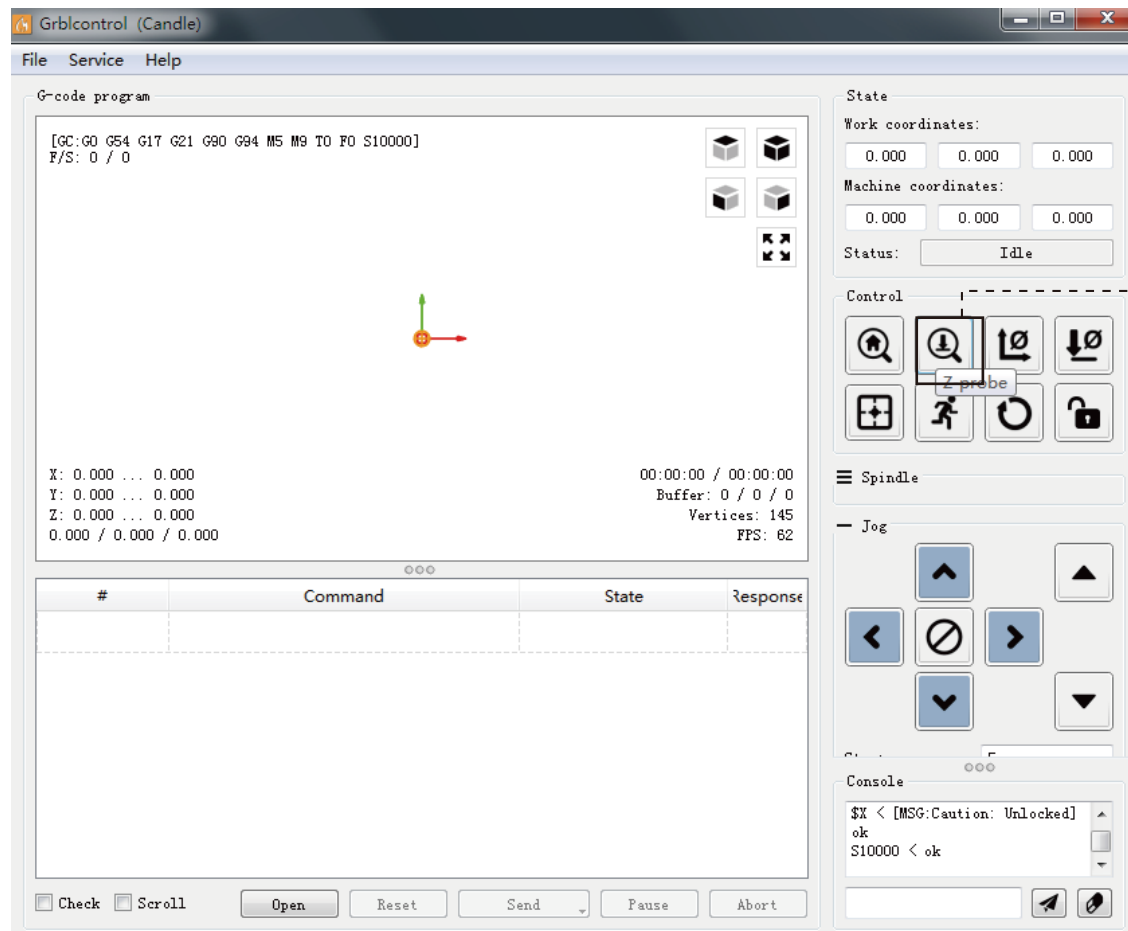 Grblcontrol (Candle)
File Service Help
G-code program
[GC:G0 G54 G17 G21 G90 G94 M5 M9 T0 F0 S10000]
F/S: 0 / 0
X: 0.000 ... 0.000
Y: 0.000 ... 0.000
Z: 0.000 ... 0.000
0.000 / 0.000 / 0.000
00:00:00 / 00:00:00
Buffer: 0 / 0 / 0
Vertices: 145
FPS: 62
# Command State Response
Check Scroll Open Reset Send Pause Abort
State
Work coordinates:
0.000 0.000 0.000
Machine coordinates:
0.000 0.000 0.000
Status: Idle
Control
Z-probe
Spindle
Jog
Console
$X < [MSG:Caution: Unlocked]
ok
S10000 < ok